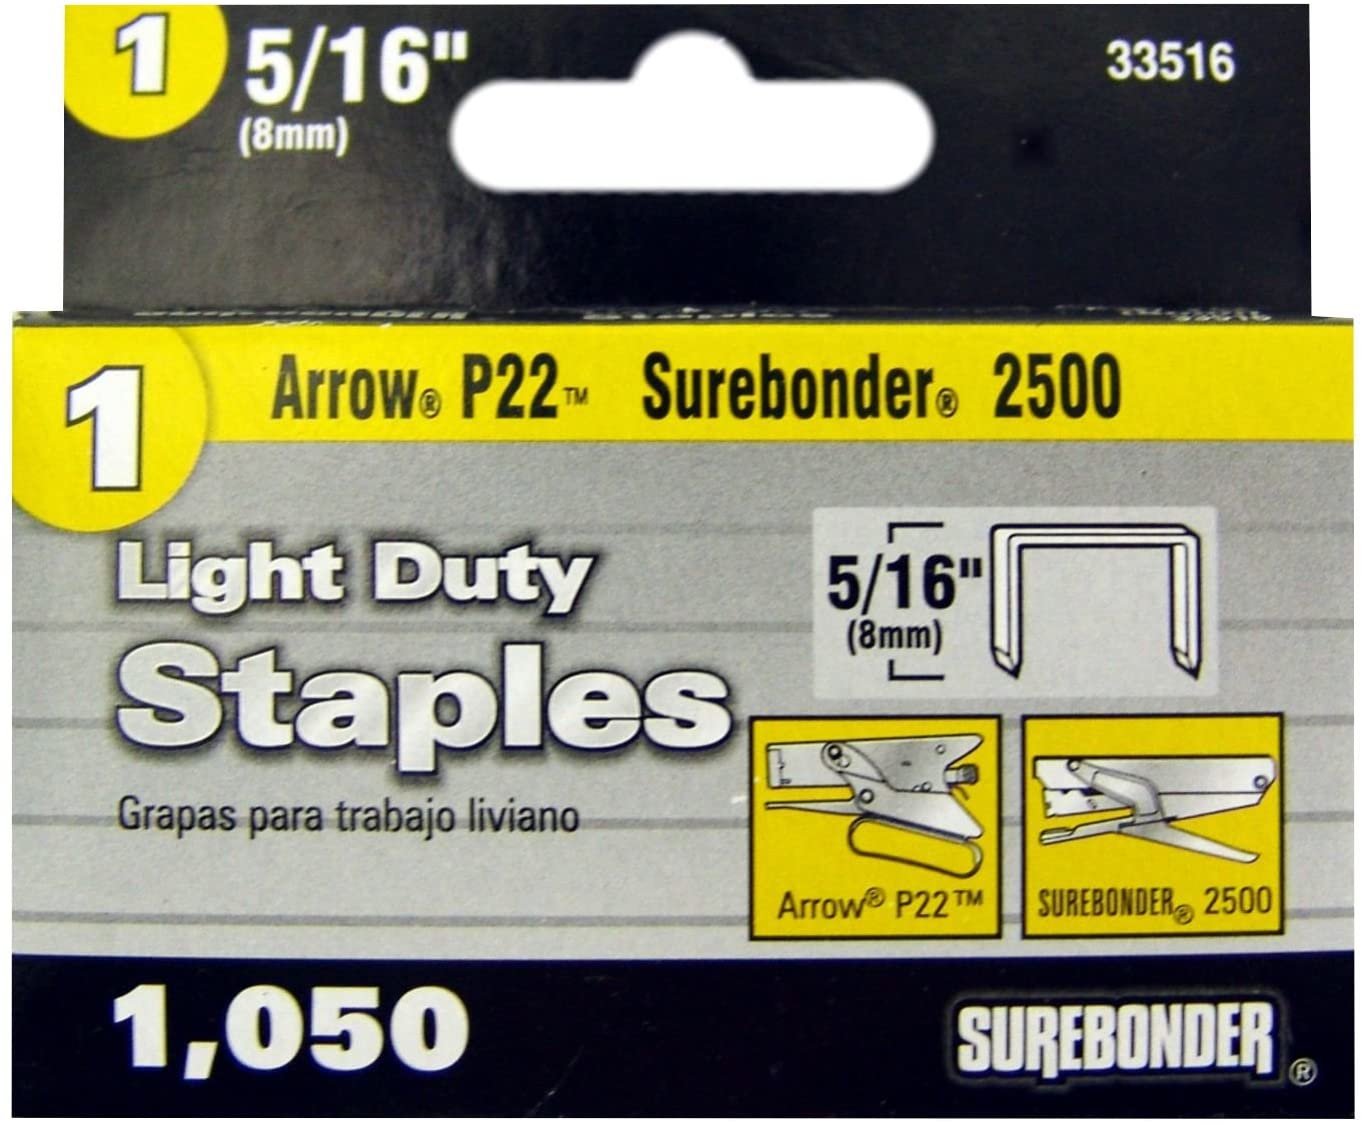 1 5/16"
(8mm)
33516
1 Arrow® P22™ Surebonder® 2500
Light Duty
Staples
Grapas para trabajo liviano
5/16"
(8mm)
Arrow® P22™
SUREBONDER® 2500
1,050
SUREBONDER®